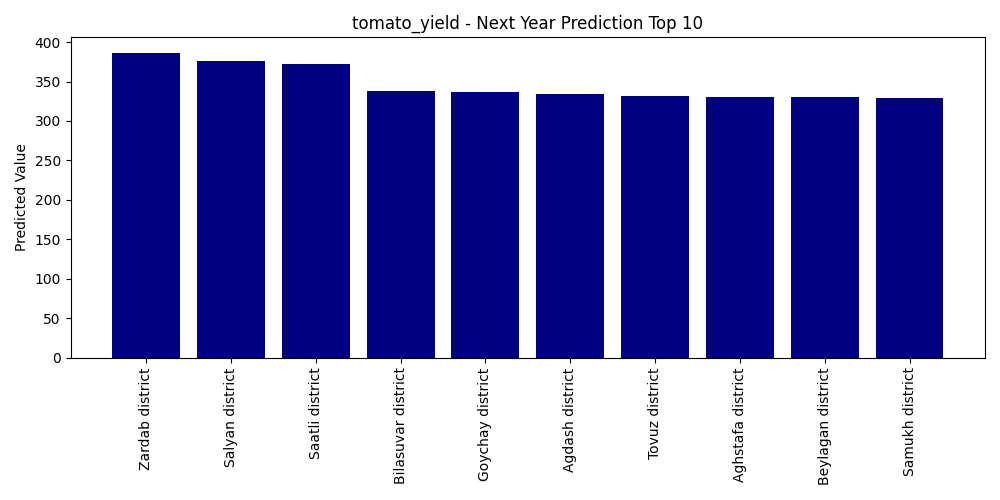 tomato_yield - Next Year Prediction Top 10
Predicted Value
400
350
300
250
200
150
100
50
0
Zardab district
Salyan district
Saatli district
Bilasuvar district
Goychay district
Agdash district
Tovuz district
Aghstafa district
Beylagan district
Samukh district